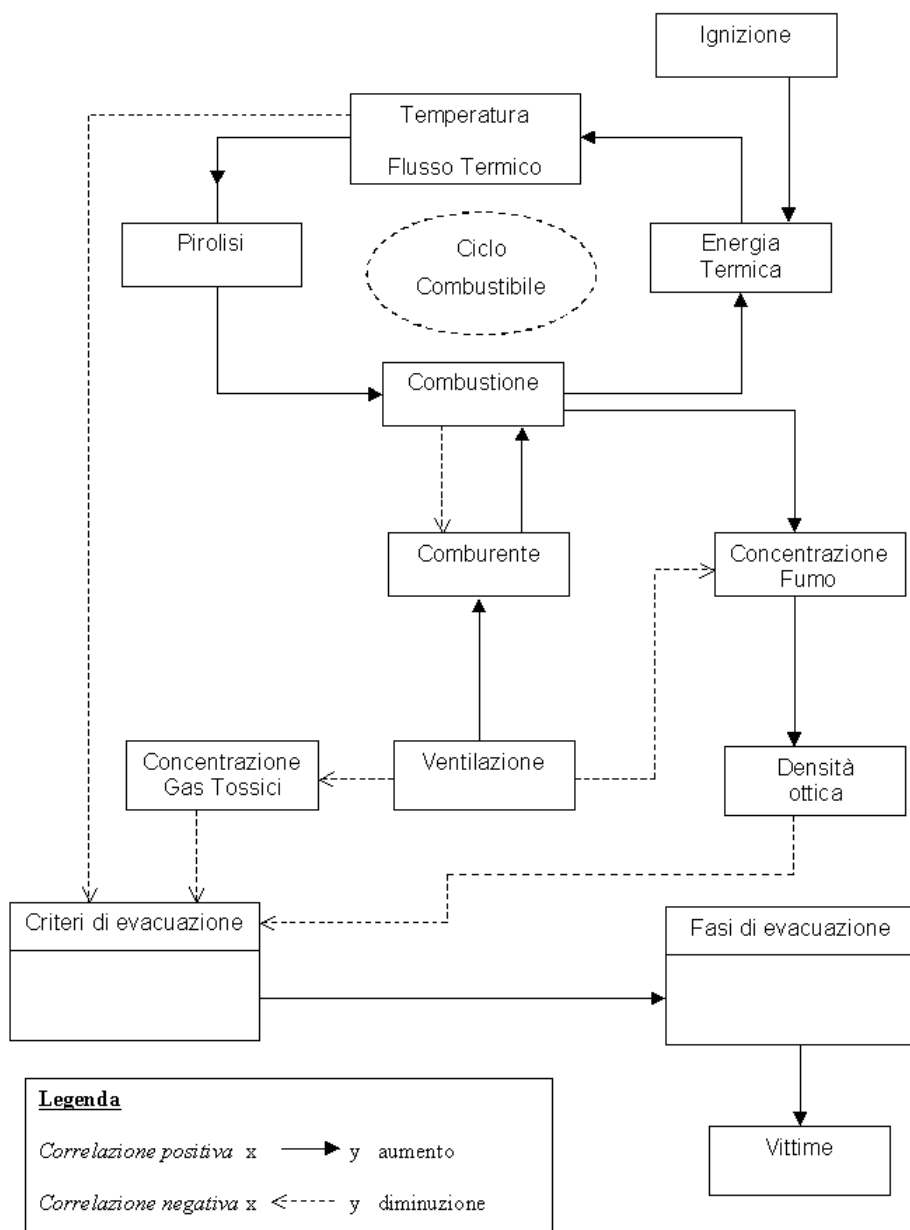 Ignizione
Temperatura
Flusso Termico
Pirolisi
Ciclo
Combustibile
Energia
Termica
Combustione
Comburente
Concentrazione
Fumo
Concentrazione
Gas Tossici
Ventilazione
Densità
ottica
Criteri di evacuazione
Fasi di evacuazione
Legenda
Correlazione positiva x y aumento
Correlazione negativa x y diminuzione
Vittime